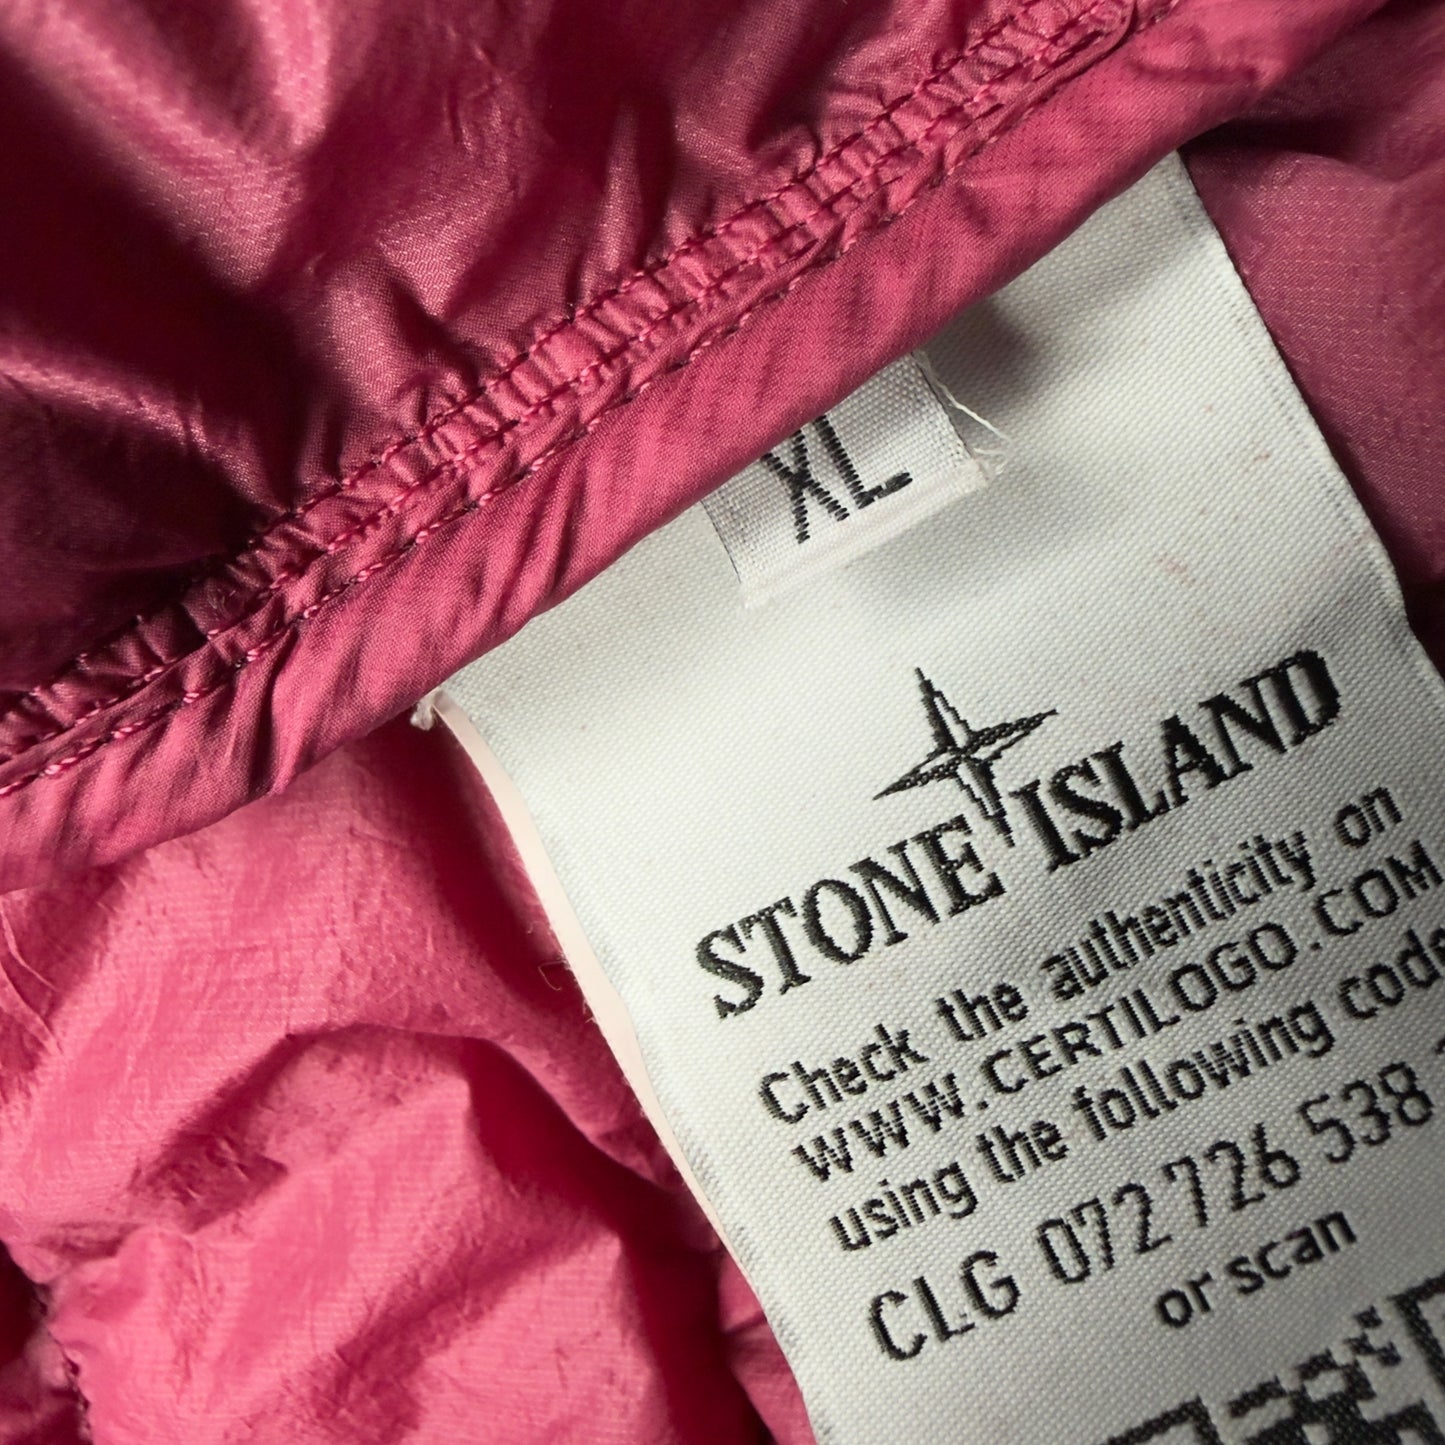 XL
STONE ISLAND
Check the authenticity on
WWW.CERTILOGO.COM
using the following code
CLG 072 726 538
or scan